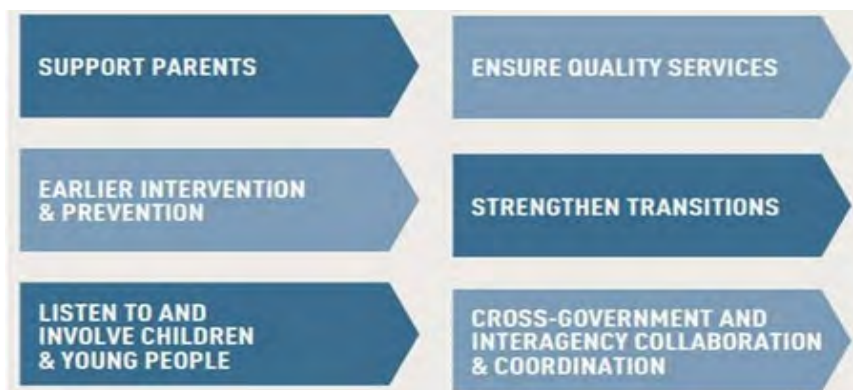 SUPPORT PARENTS
ENSURE QUALITY SERVICES
EARLIER INTERVENTION
& PREVENTION
STRENGTHEN TRANSITIONS
LISTEN TO AND
INVOLVE CHILDREN
& YOUNG PEOPLE
CROSS-GOVERNMENT AND
INTERAGENCY COLLABORATION
& COORDINATION